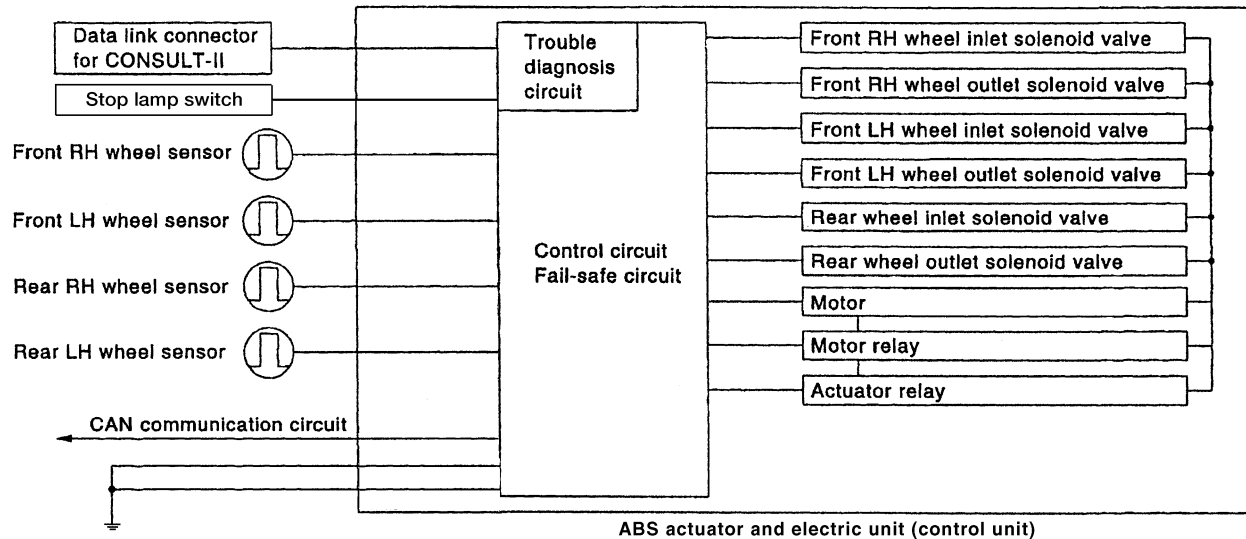 Data link connector
for CONSULT-II
Stop lamp switch
Front RH wheel sensor
Front LH wheel sensor
Rear RH wheel sensor
Rear LH wheel sensor
CAN communication circuit
Trouble
diagnosis
circuit
Control circuit
Fail-safe circuit
Front RH wheel inlet solenoid valve
Front RH wheel outlet solenoid valve
Front LH wheel inlet solenoid valve
Front LH wheel outlet solenoid valve
Rear wheel inlet solenoid valve
Rear wheel outlet solenoid valve
Motor
Motor relay
Actuator relay
ABS actuator and electric unit (control unit)